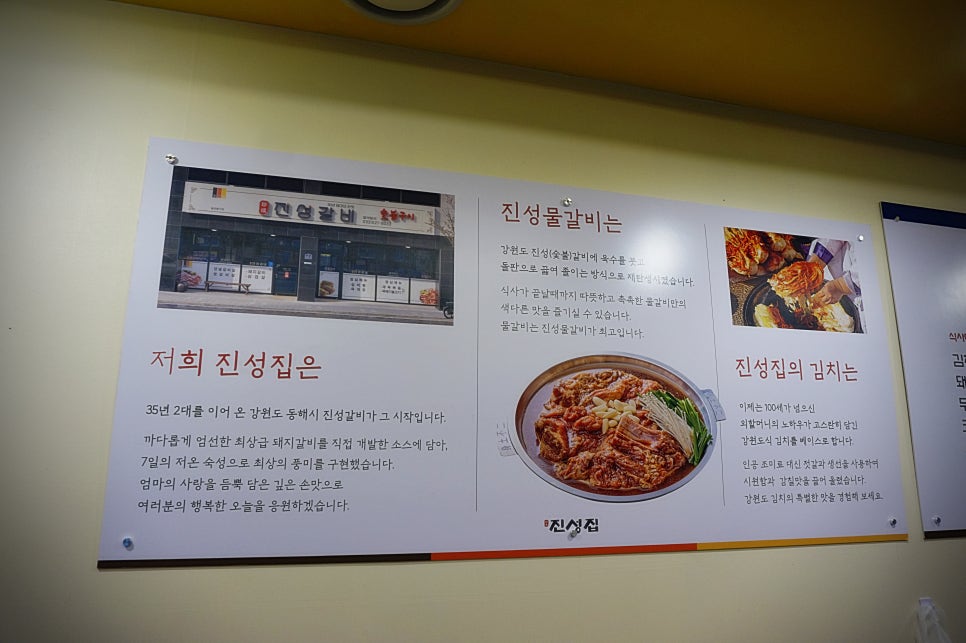 진성갈비
숯불구이
저희 진성집은
35년 2대를 이어 온 강원도 동해시 진성갈비가 그 시작입니다.
까다롭게 엄선한 최상급 돼지갈비를 직접 개발한 소스에 담아,
7일의 저온 숙성으로 최상의 풍미를 구현했습니다.
엄마의 사랑을 듬뿍 담은 깊은 손맛으로
여러분의 행복한 오늘을 응원하겠습니다.
진성물갈비는
강원도 진성(숯불)갈비에 육수를 붓고
돌판으로 끓여 졸이는 방식으로 재탄생시켰습니다.
식사가 끝날때까지 따뜻하고 촉촉한 물갈비만의
색다른 맛을 즐기실 수 있습니다.
물갈비는 진성물갈비가 최고입니다.
진성집
진성집의 김치는
이제는 100세가 넘으신
외할머니의 노하우가 고스란히 담긴
강원도식 김치를 베이스로 합니다.
인공 조미료 대신 젓갈과 생선을 사용하여
시원함과 감칠맛을 끌어 올렸습니다.
강원도 김치의 특별한 맛을 경험해 보세요.